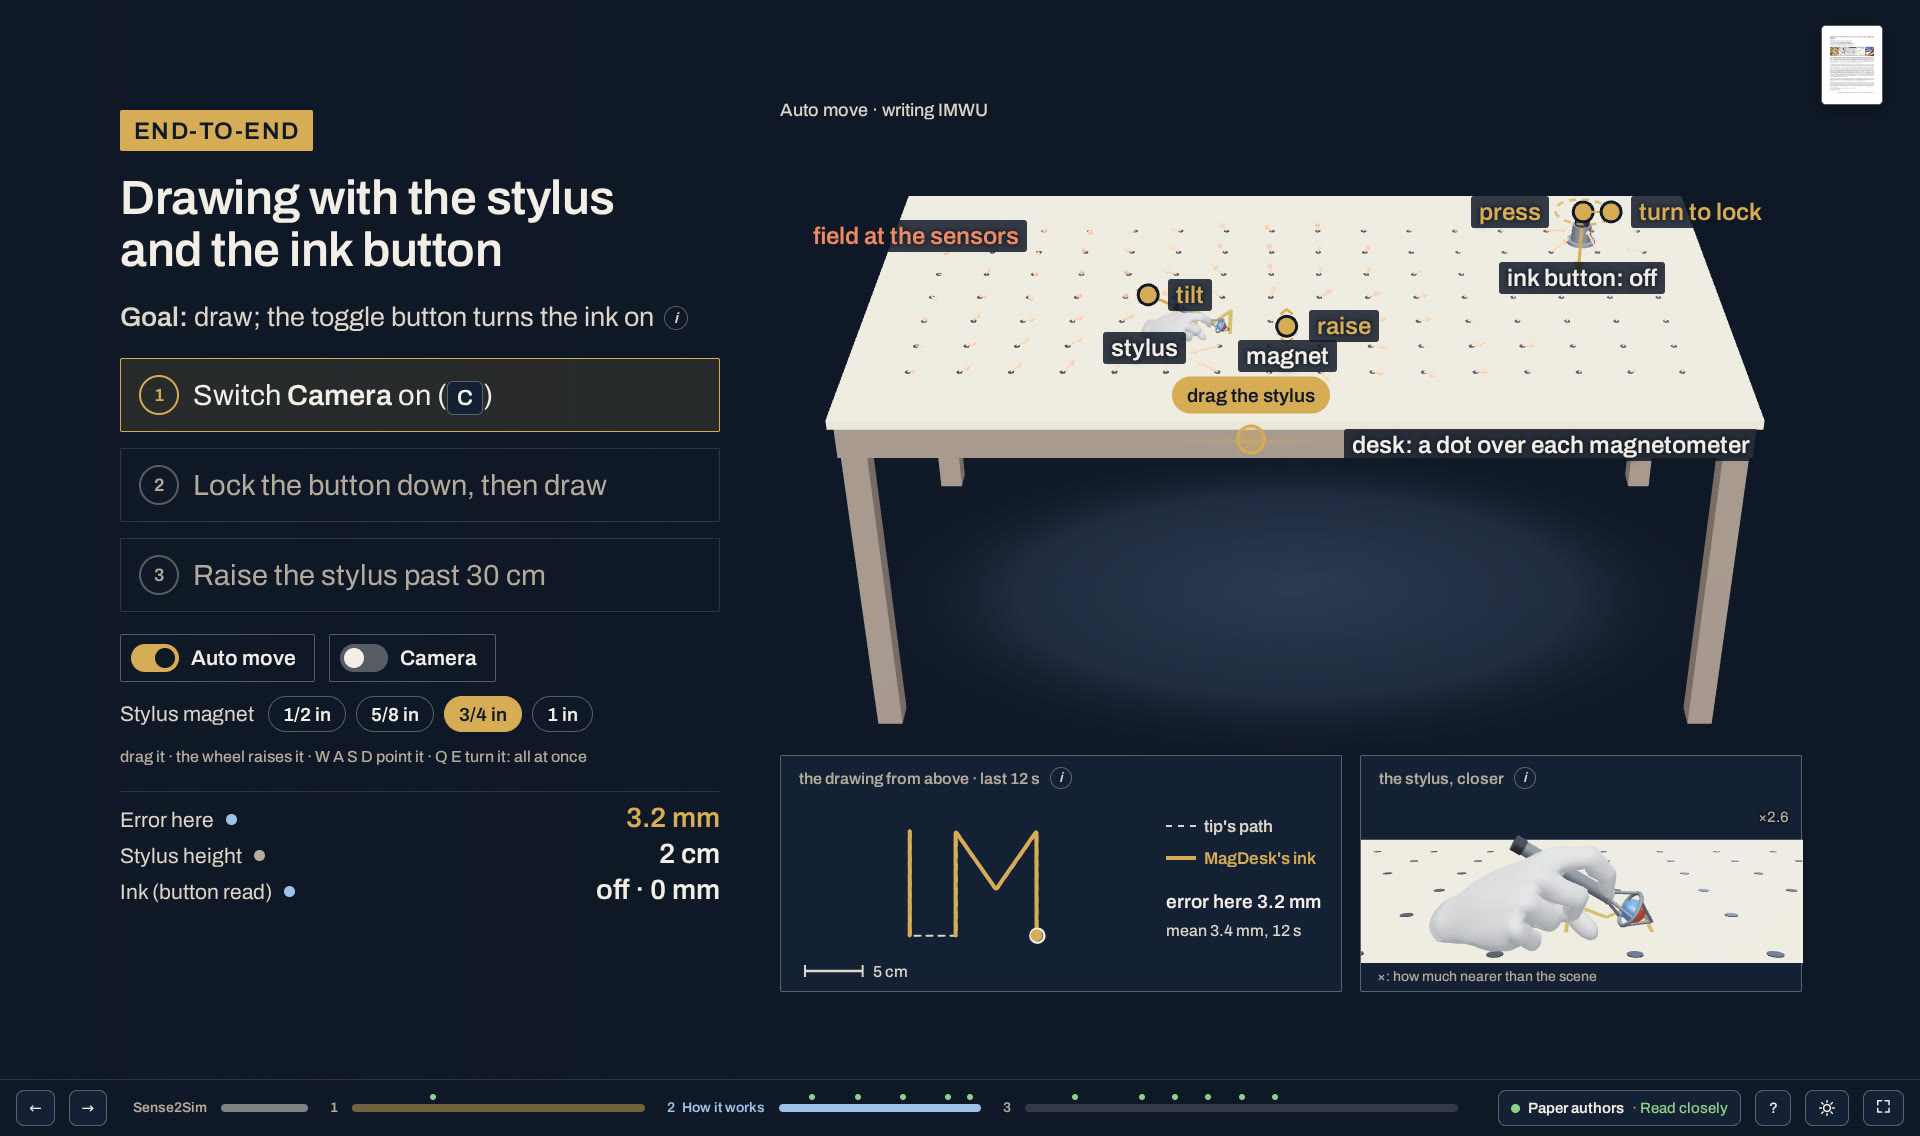 END-TO-END
Drawing with the stylus
and the ink button
Goal: draw; the toggle button turns the ink on i
1 Switch Camera on (C)
2 Lock the button down, then draw
3 Raise the stylus past 30 cm
Auto move Camera
Stylus magnet 1/2 in 5/8 in 3/4 in 1 in
drag it · the wheel raises it · W A S D point it · Q E turn it: all at once
Error here 3.2 mm
Stylus height 2 cm
Ink (button read) off · 0 mm
Auto move · writing IMWU
press turn to lock
field at the sensors
ink button: off
tilt
raise
stylus
magnet
drag the stylus
desk: a dot over each magnetometer
the drawing from above · last 12 s i
tip's path
MagDesk's ink
error here 3.2 mm
mean 3.4 mm, 12 s
5 cm
the stylus, closer i
×2.6
×: how much nearer than the scene
← → Sense2Sim 1 2 How it works 3 Paper authors · Read closely ?